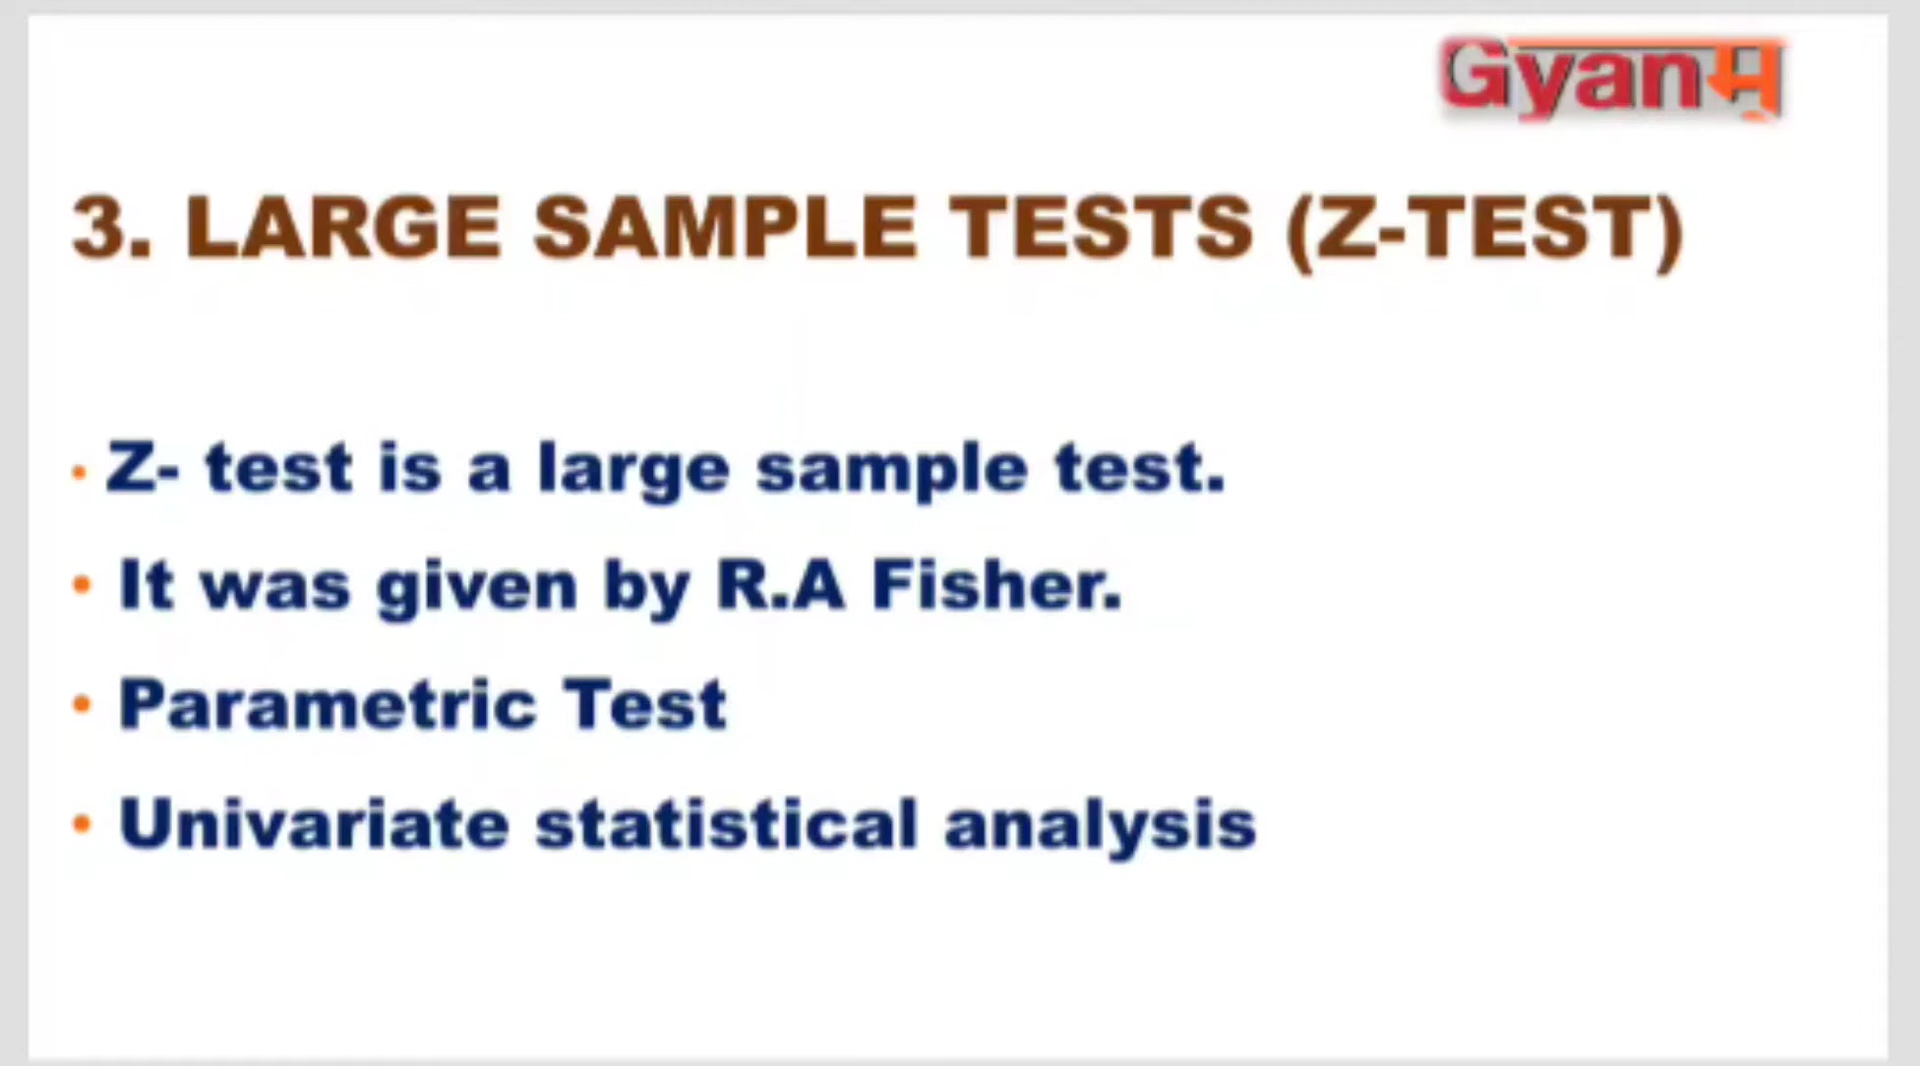 Gyanम्
3. LARGE SAMPLE TESTS (Z-TEST)
• Z- test is a large sample test.
• It was given by R.A Fisher.
• Parametric Test
• Univariate statistical analysis